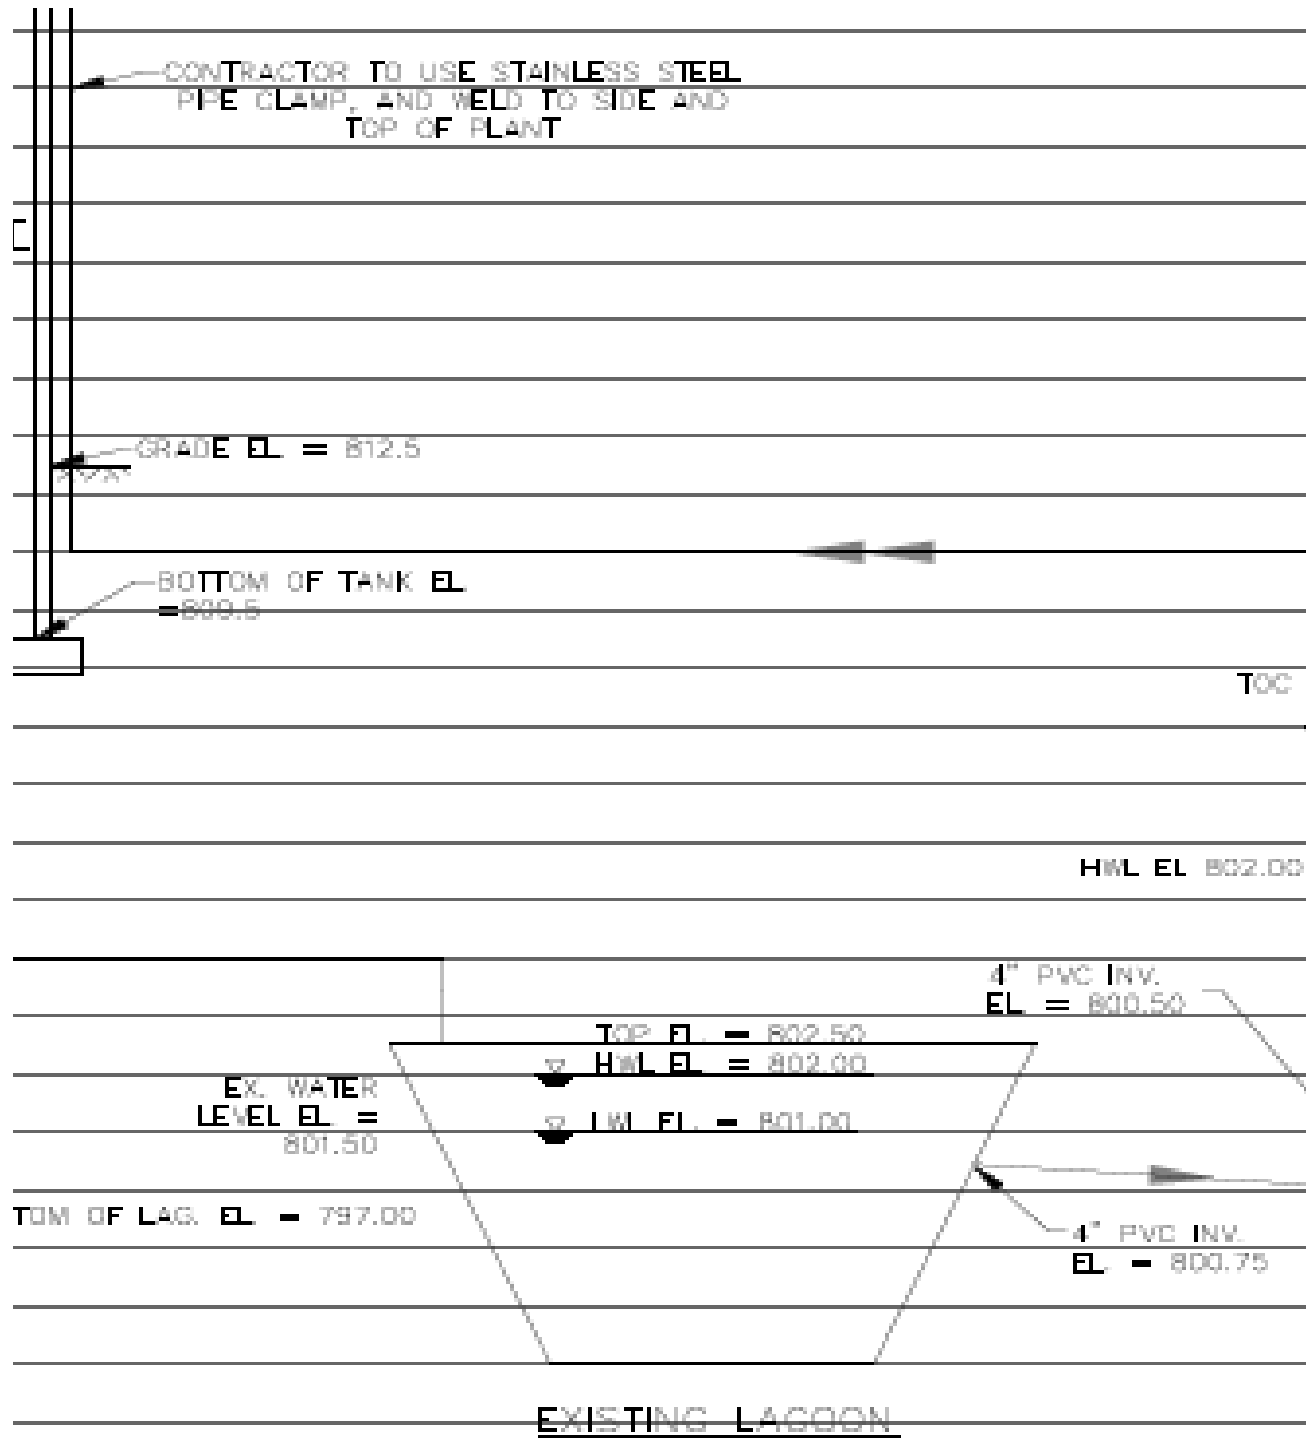 CONTRACTOR TO USE STAINLESS STEEL
PIPE CLAMP, AND WELD TO SIDE AND
TOP OF PLANT
GRADE EL. = 812.5
BOTTOM OF TANK EL.
=809.5
TOC
HWL EL 802.00
4" PVC INV.
EL. = 800.50
TOP EL. = 802.50
HWL EL. = 802.00
EX. WATER
LEVEL EL. =
801.50
LWL EL. = 801.00
TOM OF LAG. EL. = 797.00
4" PVC INV.
EL. = 800.75
EXISTING LAGOON